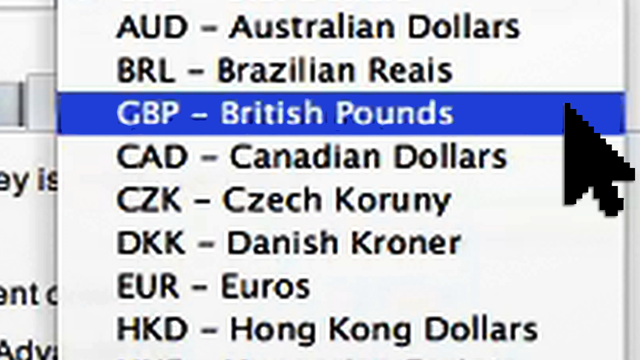 AUD – Australian Dollars
BRL – Brazilian Reais
GBP – British Pounds
CAD – Canadian Dollars
ey is
CZK – Czech Koruny
DKK – Danish Kroner
ent
EUR – Euros
HKD – Hong Kong Dollars
Adva